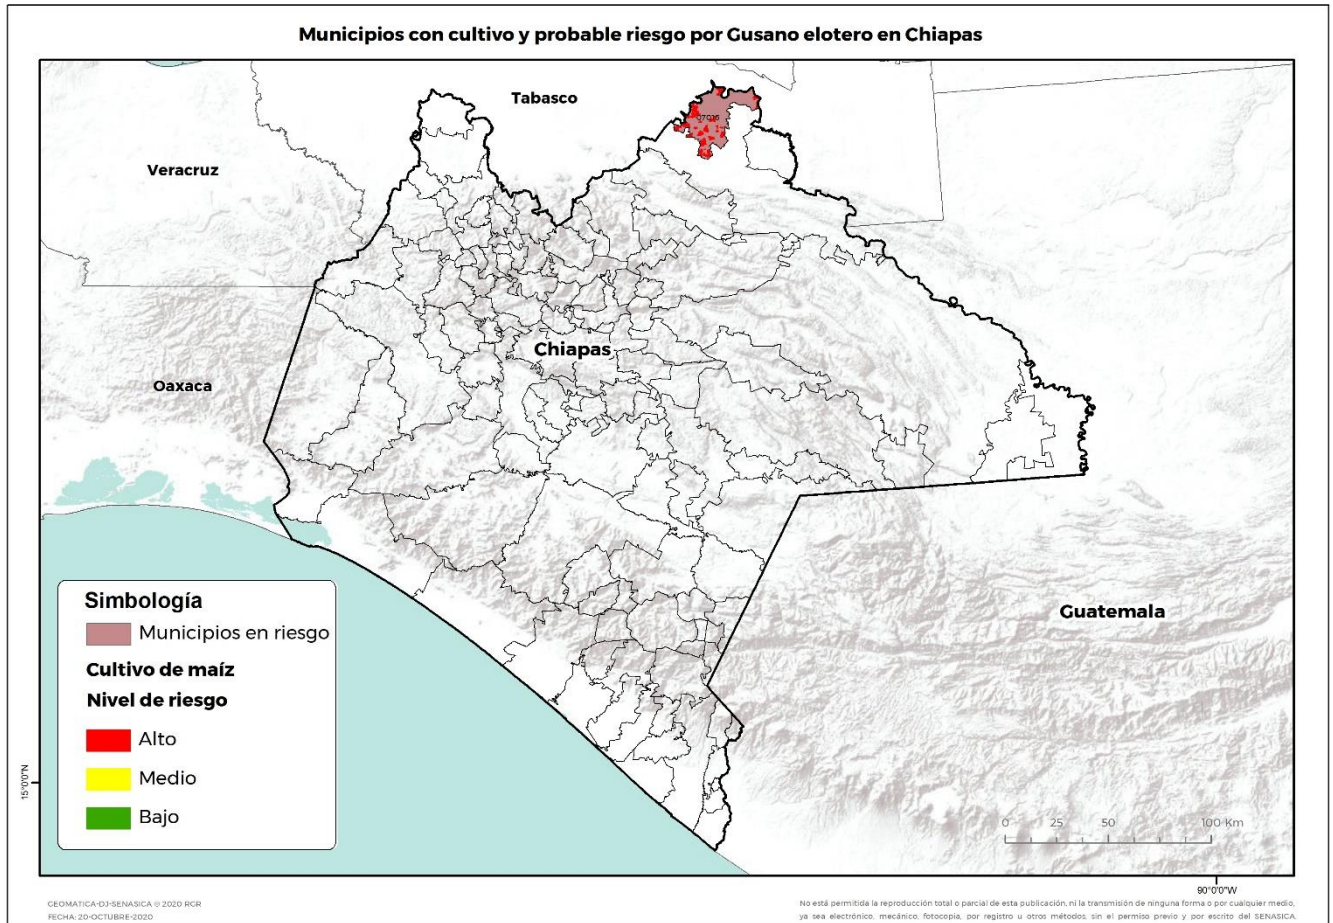 Municipios con cultivo y probable riesgo por Gusano elotero en Chiapas
Tabasco
Veracruz
Chiapas
Oaxaca
Guatemala
Simbología
Municipios en riesgo
Cultivo de maíz
Nivel de riesgo
Alto
Medio
Bajo
15°0'0"N
0 25 50 100 Km
90°0'0"W
GEOMATICA-DJ-SENASICA © 2020 RCR
FECHA: 20-OCTUBRE-2020
No está permitida la reproducción total o parcial de esta publicación, ni la transmisión de ninguna forma o por cualquier medio,
ya sea electrónico, mecánico, fotocopia, por registro u otros métodos, sin el permiso previo y por escrito del SENASICA.